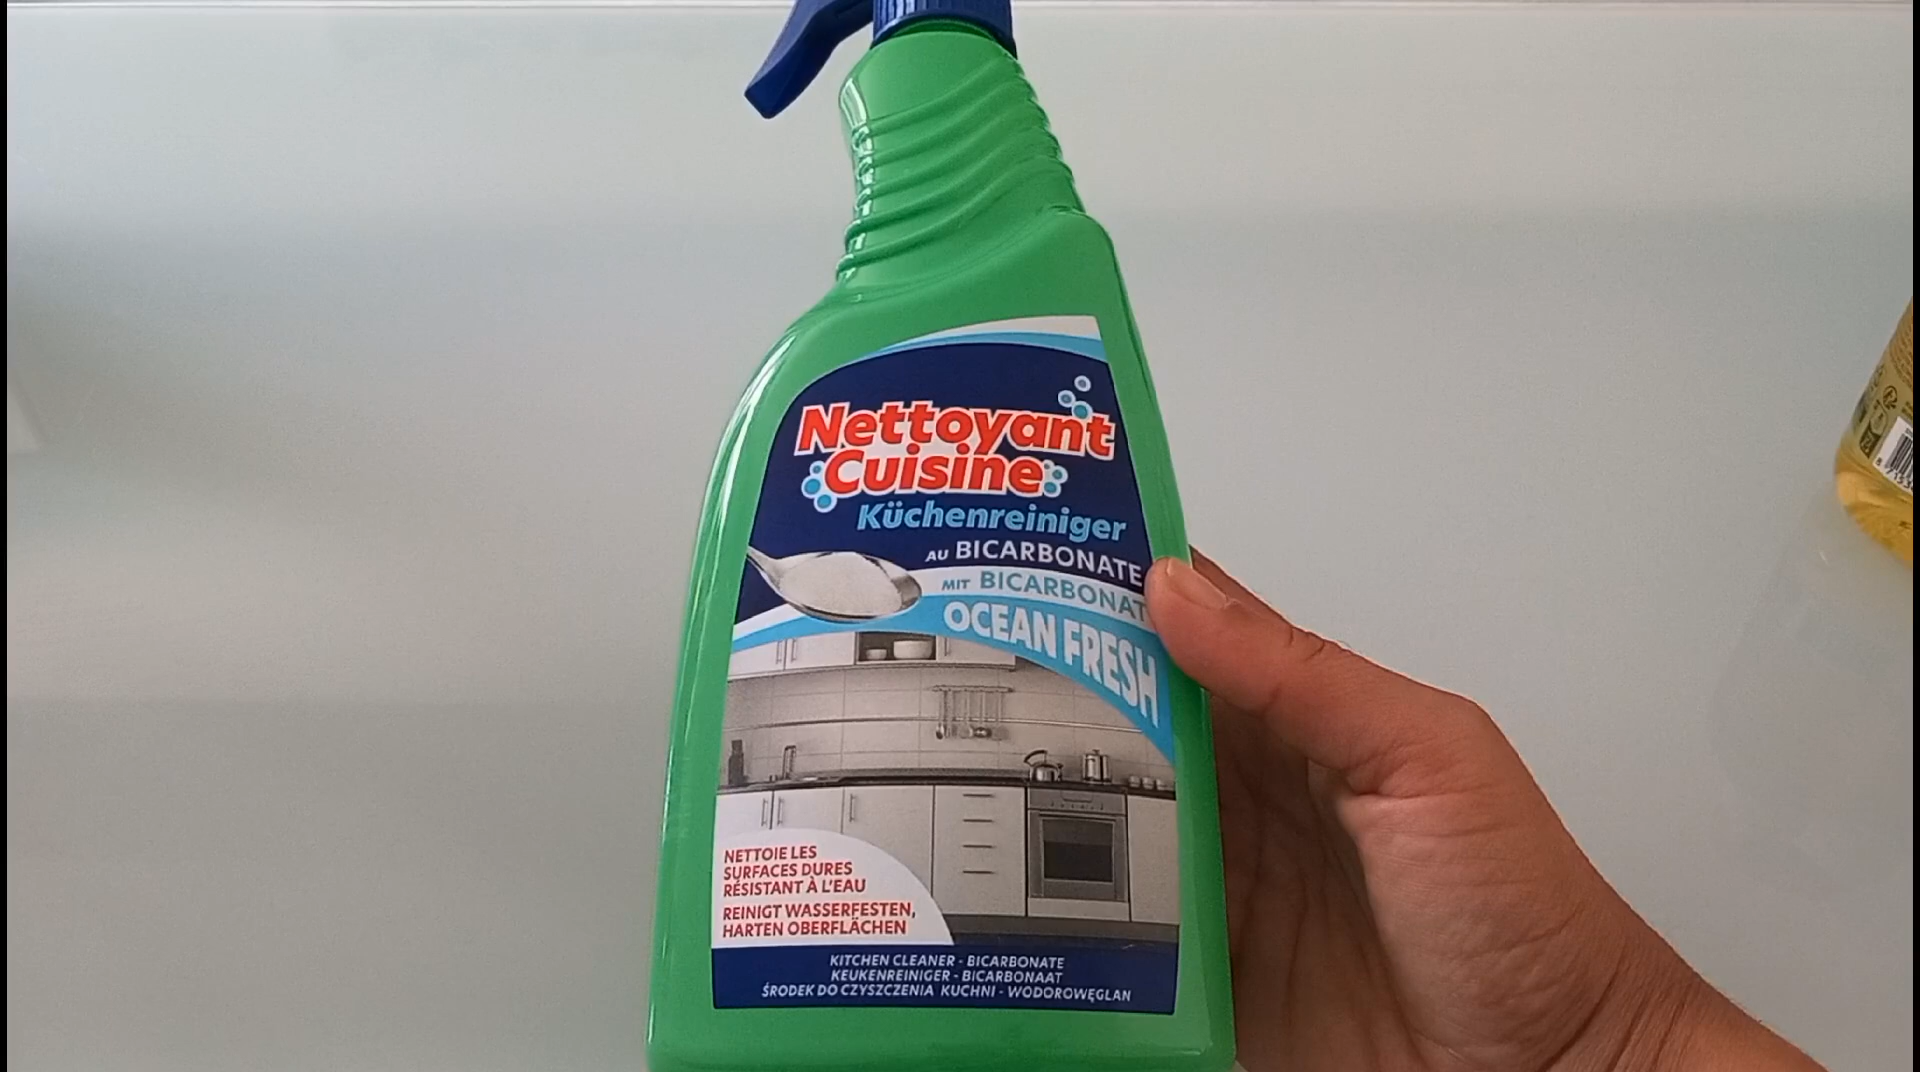 Nettoyant
Cuisine
Küchenreiniger
AU BICARBONATE
MIT BICARBONAT
OCEAN FRESH
NETTOIE LES
SURFACES DURES
RÉSISTANT À L'EAU
REINIGT WASSERFESTEN,
HARTEN OBERFLÄCHEN
KITCHEN CLEANER - BICARBONATE
KEUKENREINIGER - BICARBONAAT
ŚRODEK DO CZYSZCZENIA KUCHNI - WODOROWĘGLAN